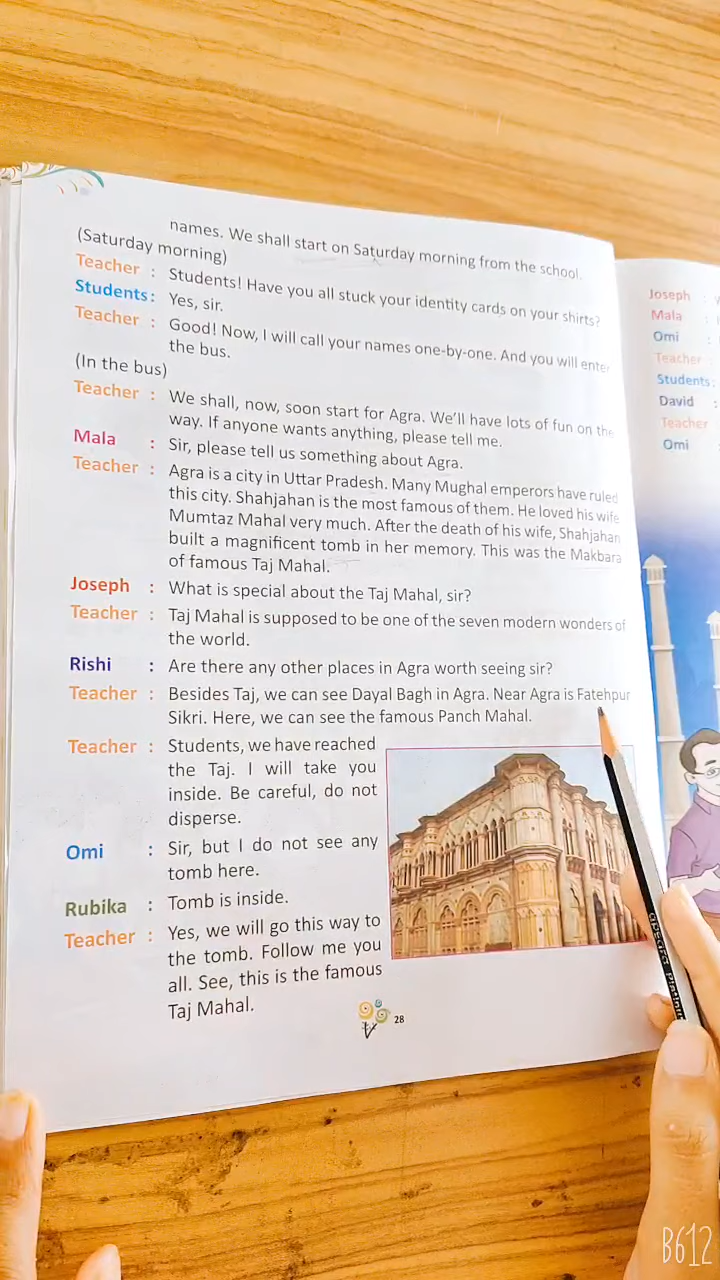 names. We shall start on Saturday morning from the school.
(Saturday morning)
Teacher : Students! Have you all stuck your identity cards on your shirts?
Students: Yes, sir.
Teacher : Good! Now, I will call your names one-by-one. And you will enter
the bus.
(In the bus)
Teacher : We shall, now, soon start for Agra. We'll have lots of fun on the
way. If anyone wants anything, please tell me.
Mala : Sir, please tell us something about Agra.
Teacher : Agra is a city in Uttar Pradesh. Many Mughal emperors have ruled
this city. Shahjahan is the most famous of them. He loved his wife
Mumtaz Mahal very much. After the death of his wife, Shahjahan
built a magnificent tomb in her memory. This was the Makbara
of famous Taj Mahal.
Joseph : What is special about the Taj Mahal, sir?
Teacher : Taj Mahal is supposed to be one of the seven modern wonders of
the world.
Rishi : Are there any other places in Agra worth seeing sir?
Teacher : Besides Taj, we can see Dayal Bagh in Agra. Near Agra is Fatehpur
Sikri. Here, we can see the famous Panch Mahal.
Teacher : Students, we have reached
the Taj. I will take you
inside. Be careful, do not
disperse.
Omi : Sir, but I do not see any
tomb here.
Rubika : Tomb is inside.
Teacher : Yes, we will go this way to
the tomb. Follow me you
all. See, this is the famous
Taj Mahal.
28
Joseph :
Mala :
Omi :
Teacher
Students:
David :
Teacher
Omi :
B612